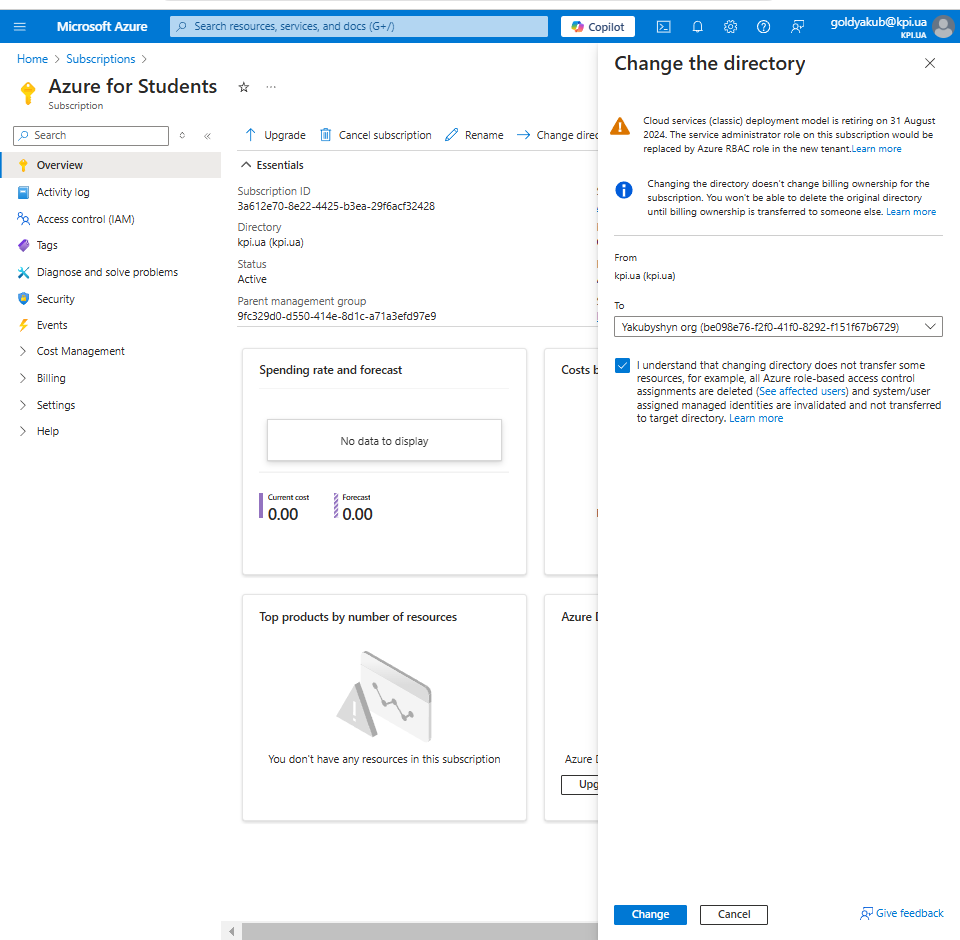 Microsoft Azure
Search resources, services, and docs (G+/)
Copilot
goldyakub@kpi.ua
KPI.UA
Home
Subscriptions
Azure for Students
Subscription
Search
Overview
Activity log
Access control (IAM)
Tags
Diagnose and solve problems
Security
Events
Cost Management
Billing
Settings
Help
Upgrade
Cancel subscription
Rename
Change direc
Essentials
Subscription ID
3a612e70-8e22-4425-b3ea-29f6acf32428
Directory
kpi.ua (kpi.ua)
Status
Active
Parent management group
9fc329d0-d550-414e-8d1c-a71a3efd97e9
Spending rate and forecast
No data to display
Current cost
0.00
Forecast
0.00
Costs b
Top products by number of resources
You don't have any resources in this subscription
Azure D
Azure D
Upg
Change the directory
Cloud services (classic) deployment model is retiring on 31 August
2024. The service administrator role on this subscription would be
replaced by Azure RBAC role in the new tenant.Learn more
Changing the directory doesn't change billing ownership for the
subscription. You won't be able to delete the original directory
until billing ownership is transferred to someone else. Learn more
From
kpi.ua (kpi.ua)
To
Yakubyshyn org (be098e76-f2f0-41f0-8292-f151f67b6729)
I understand that changing directory does not transfer some
resources, for example, all Azure role-based access control
assignments are deleted (See affected users) and system/user
assigned managed identities are invalidated and not transferred
to target directory. Learn more
Change
Cancel
Give feedback